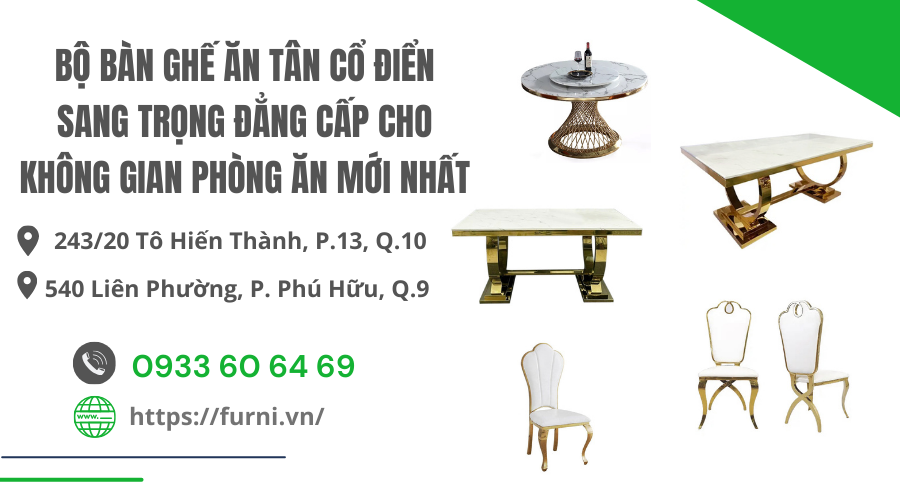 BỘ BÀN GHẾ ĂN TÂN CỔ ĐIỂN
SANG TRỌNG ĐẲNG CẤP CHO
KHÔNG GIAN PHÒNG ĂN MỚI NHẤT
243/20 Tô Hiến Thành, P.13, Q.10
540 Liên Phường, P. Phú Hữu, Q.9
0933 60 64 69
www.
https://furni.vn/